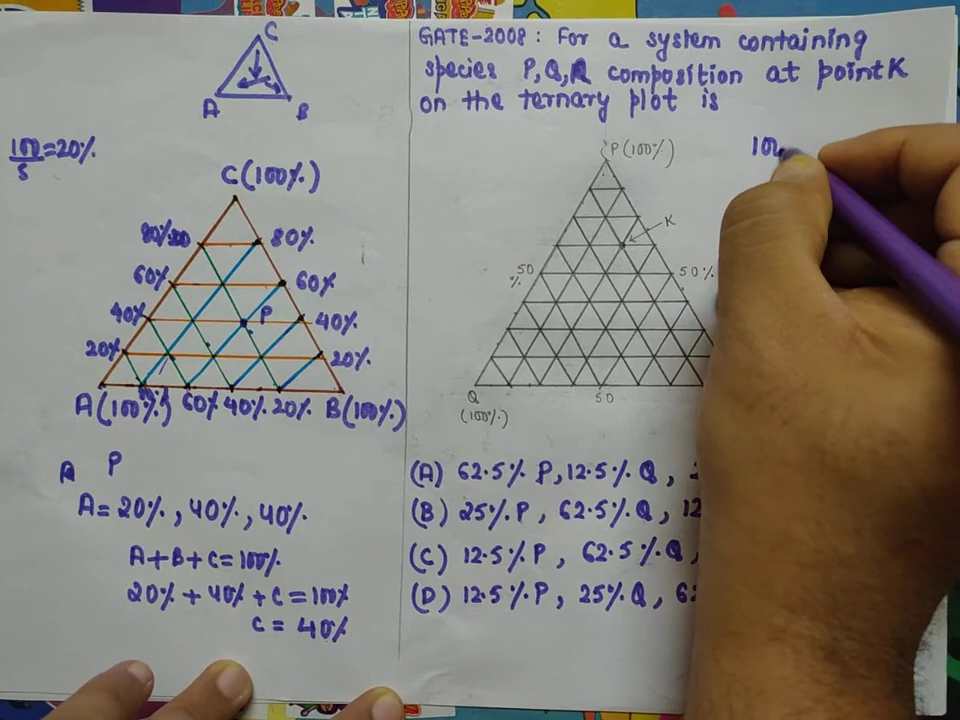 C
A
B
100/5=20%
C(100%)
80%
60%
60%
40%
40%
20%
20%
P
A(100%)
60%
40%
20%
B(100%)
A P
A=20%, 40%, 40%
A+B+C=100%
20%+40%+C=100%
C=40%
GATE-2008: For a system containing
species P,Q,R composition at point K
on the ternary plot is
P(100%)
100
K
50
%
50%
Q
(100%)
50
(A) 62.5% P, 12.5% Q,
(B) 25% P, 62.5% Q, 12
(C) 12.5% P, 62.5% Q,
(D) 12.5% P, 25% Q, 62